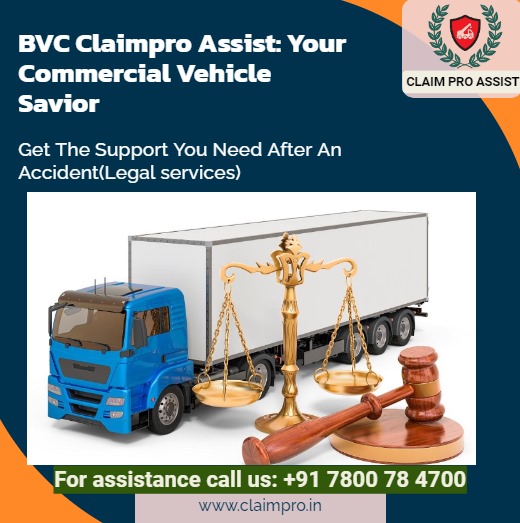 BVC Claimpro Assist: Your
Commercial Vehicle
Savior
CLAIM PRO ASSIST
Get The Support You Need After An
Accident(Legal services)
For assistance call us: +91 7800 78 4700
www.claimpro.in